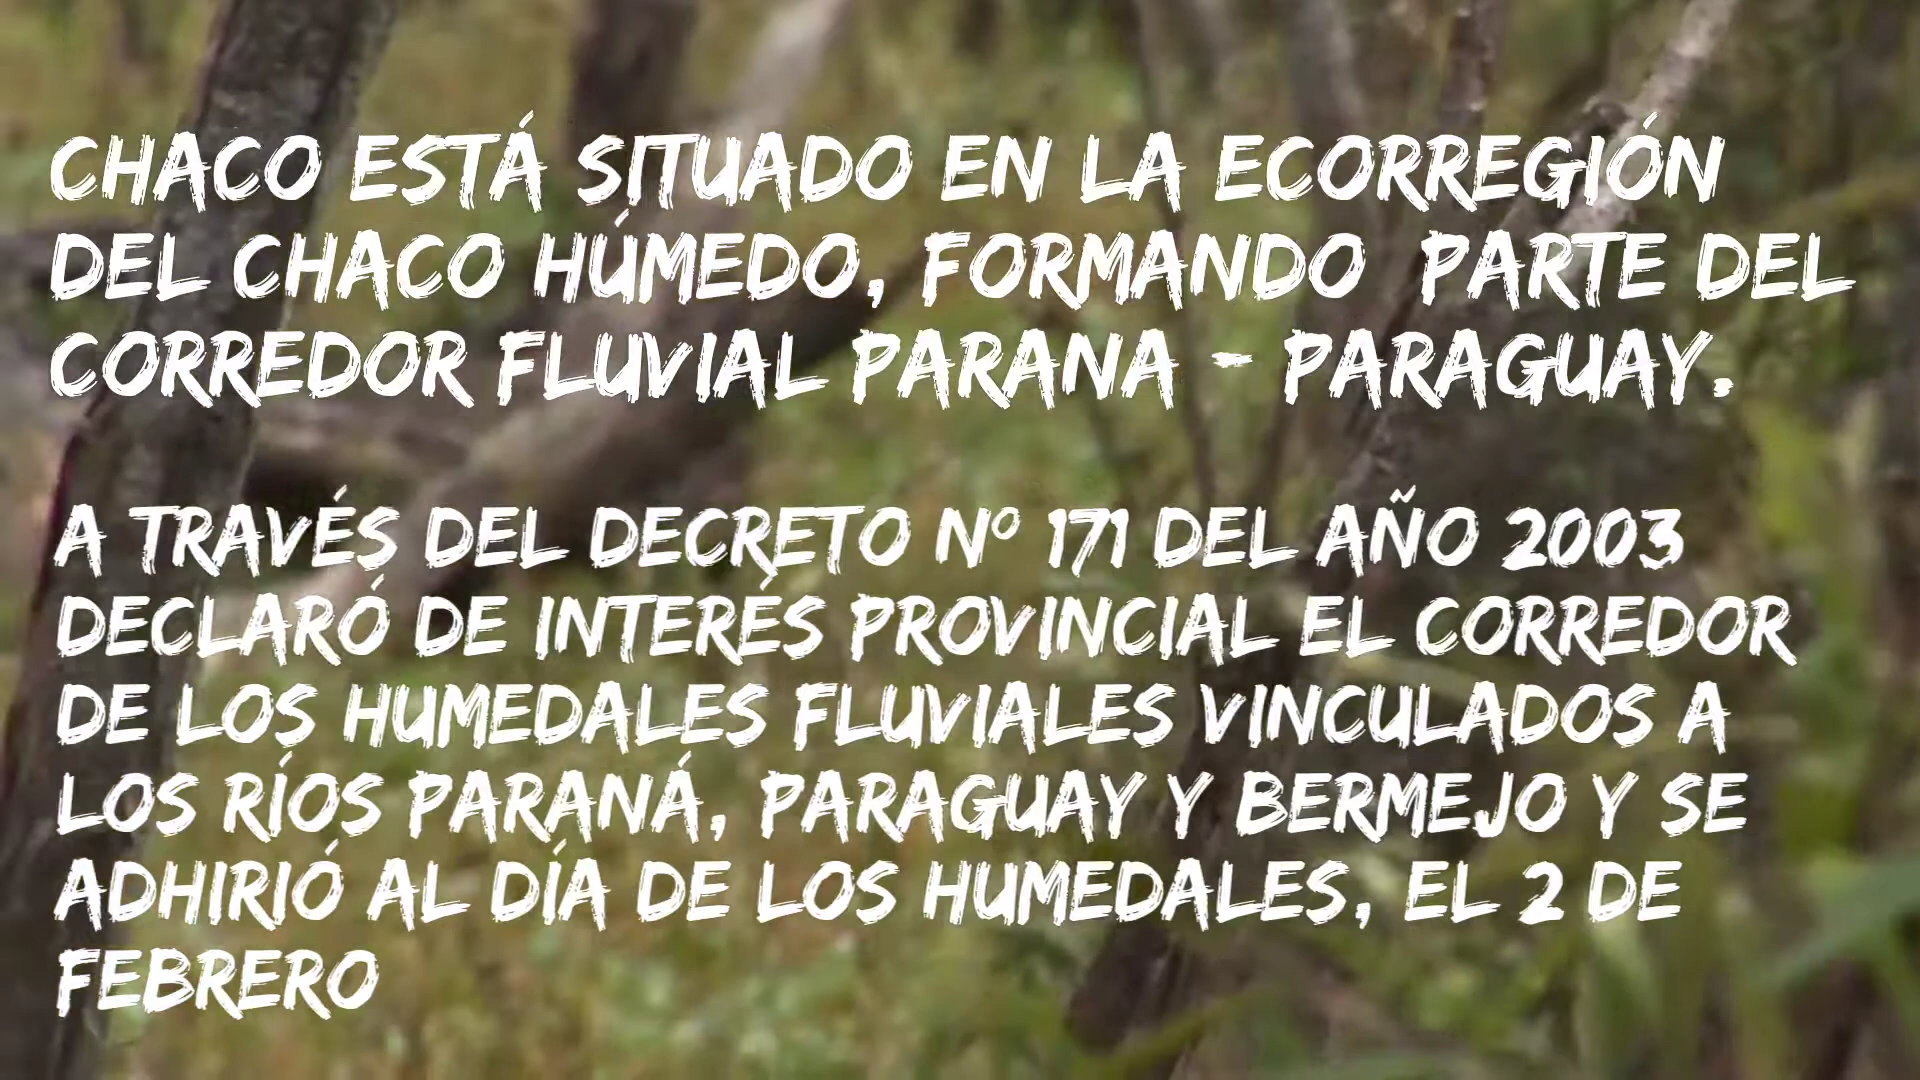 CHACO ESTÁ SITUADO EN LA ECORREGIÓN
DEL CHACO HÚMEDO, FORMANDO PARTE DEL
CORREDOR FLUVIAL PARANA - PARAGUAY.
A TRAVÉS DEL DECRETO Nº 171 DEL AÑO 2003
DECLARÓ DE INTERÉS PROVINCIAL EL CORREDOR
DE LOS HUMEDALES FLUVIALES VINCULADOS A
LOS RÍOS PARANÁ, PARAGUAY Y BERMEJO Y SE
ADHIRIÓ AL DÍA DE LOS HUMEDALES, EL 2 DE
FEBRERO